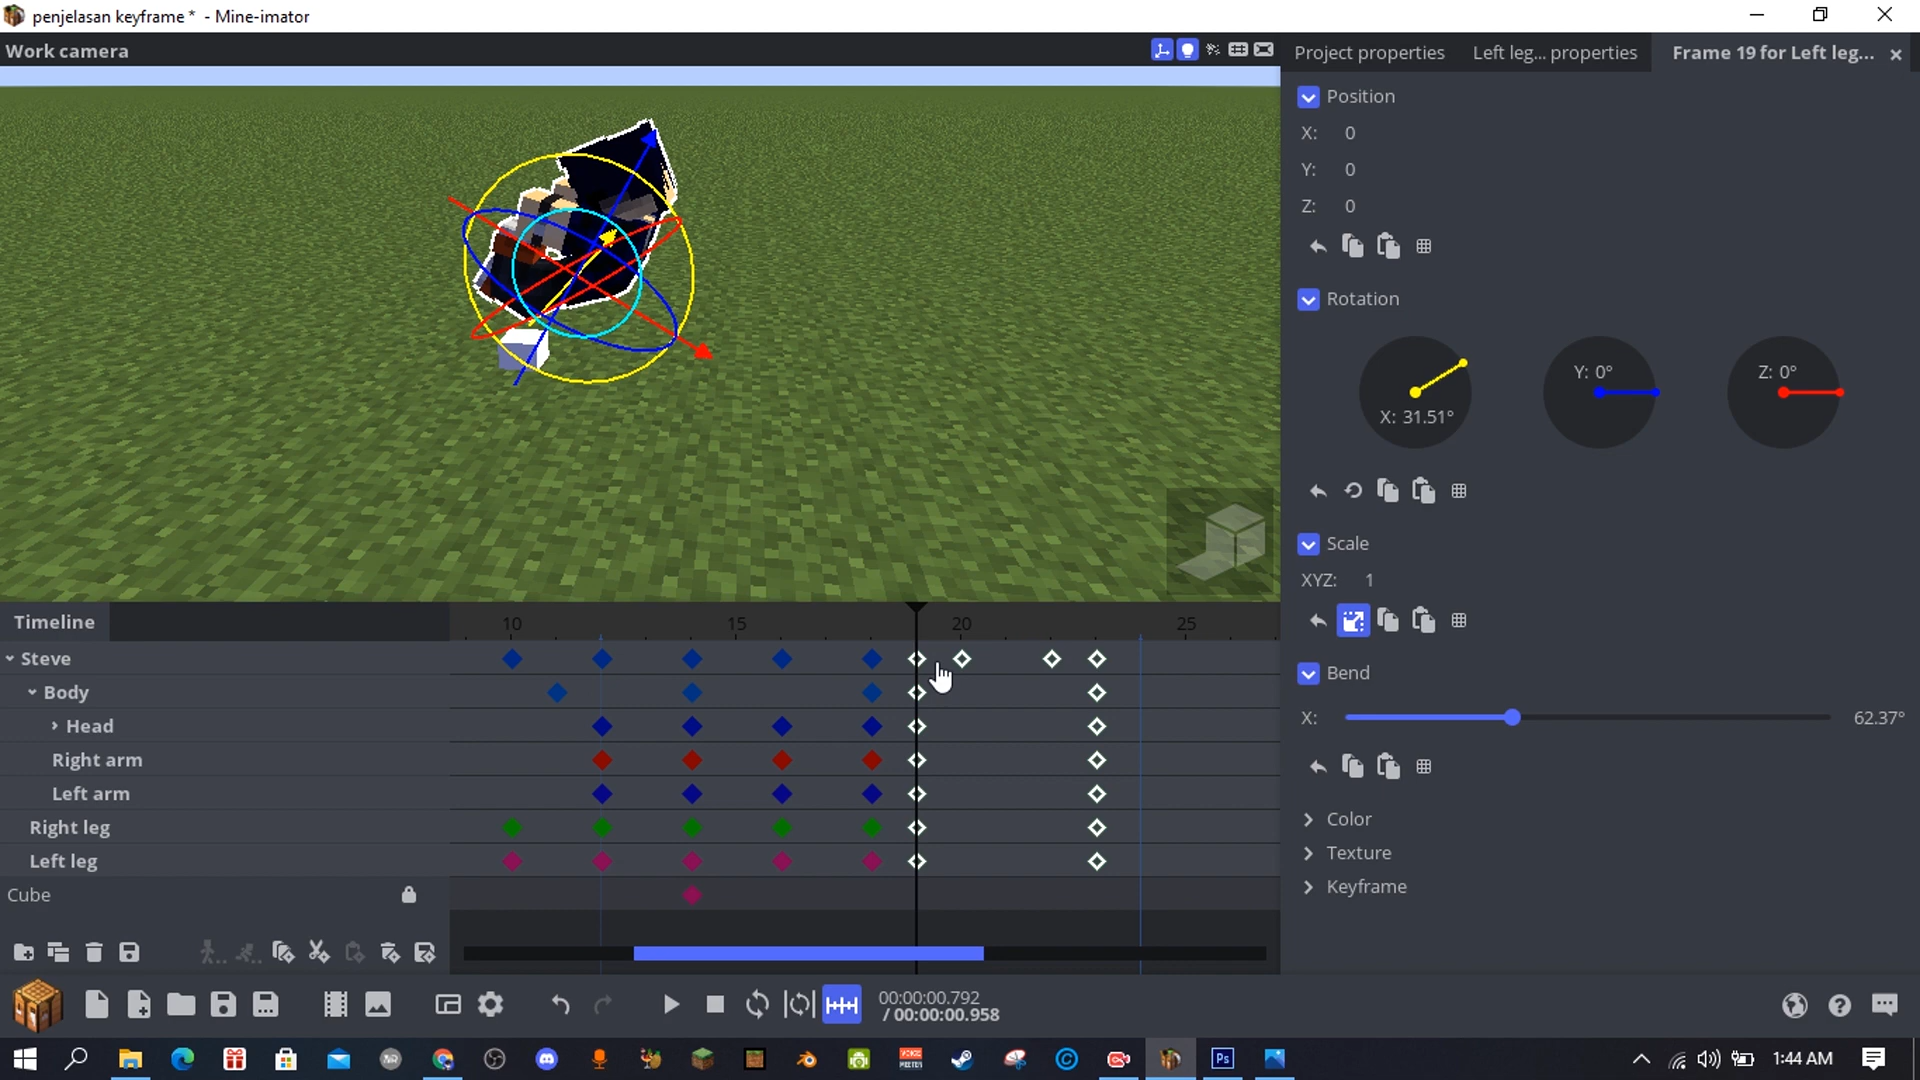 penjelasan keyframe * - Mine-imator
Work camera
Project properties
Left leg... properties
Frame 19 for Left leg...
Position
X: 0
Y: 0
Z: 0
Rotation
X: 31.51°
Y: 0°
Z: 0°
Scale
XYZ: 1
Bend
X: 62.37°
Color
Texture
Keyframe
Timeline
10 15 20 25
Steve
Body
Head
Right arm
Left arm
Right leg
Left leg
Cube
00:00:00.792
/ 00:00:00.958
Ps
1:44 AM